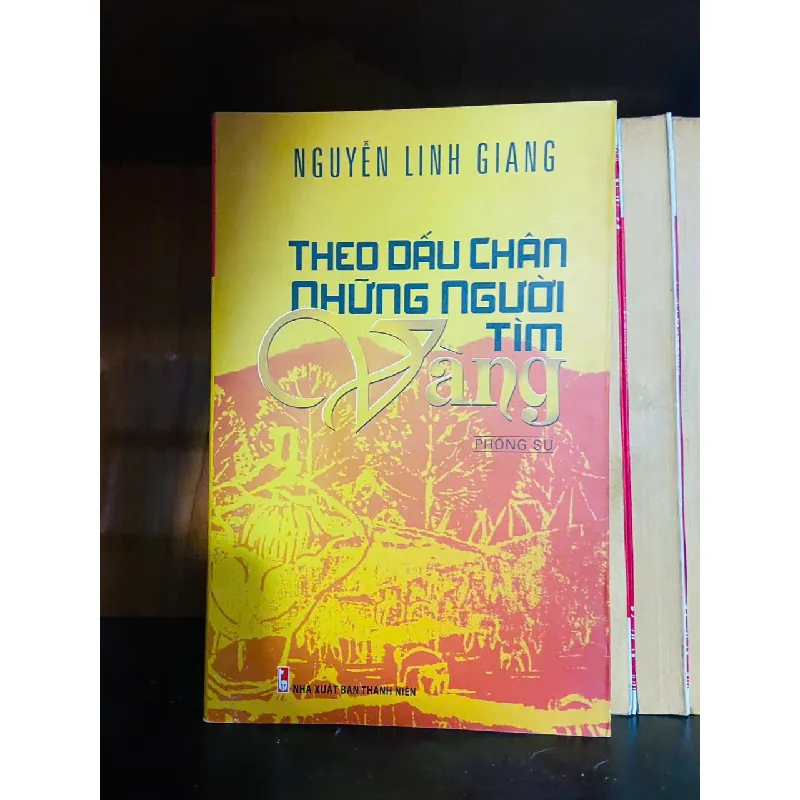 NGUYỄN LINH GIANG
THEO DẤU CHÂN
NHỮNG NGƯỜI
TÌM
Vàng
PHÓNG SỰ
NHÀ XUẤT BẢN THANH NIÊN